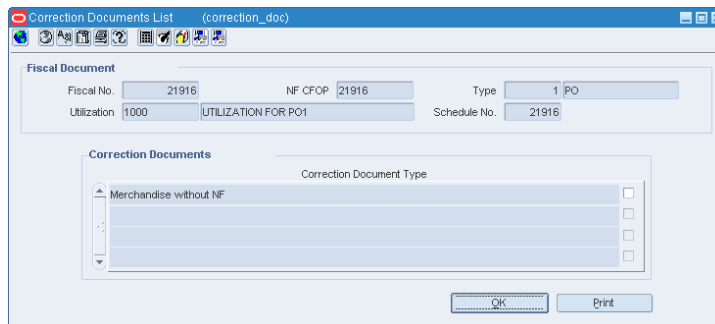 Correction Documents List (correction_doc)
Fiscal Document
Fiscal No. 21916 NF CFOP 21916 Type 1 PO
Utilization 1000 UTILIZATION FOR PO1 Schedule No. 21916
Correction Documents
Correction Document Type
Merchandise without NF
OK Print